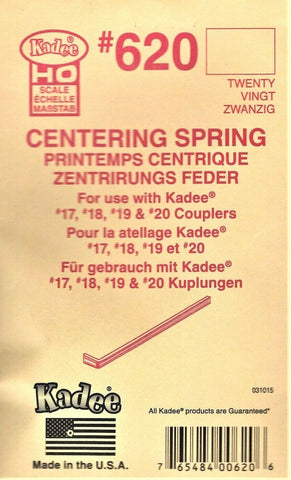 Kadee®
HO
SCALE
ÉCHELLE
MAẞSTAB
#620
TWENTY
VINGT
ZWANZIG
CENTERING SPRING
PRINTEMPS CENTRIQUE
ZENTRIRUNGS FEDER
For use with Kadee®
#17, #18, #19 & #20 Couplers
Pour la atellage Kadee®
#17, #18, #19 et #20
Für gebrauch mit Kadee®
#17, #18, #19 & #20 Kuplungen
Kadee®
Made in the U.S.A.
031015
All Kadee® products are Guaranteed"
7 65484 00620 6